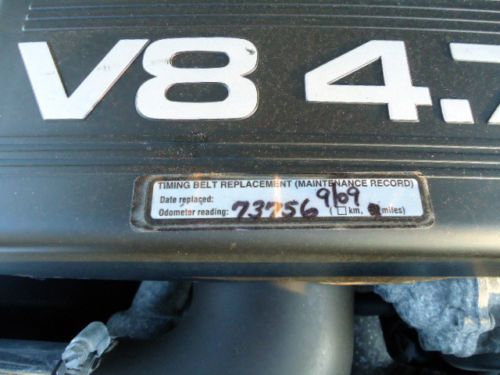 V8 4.7
TIMING BELT REPLACEMENT (MAINTENANCE RECORD)
Date replaced: 9/09
Odometer reading: 73756 ( km, miles)